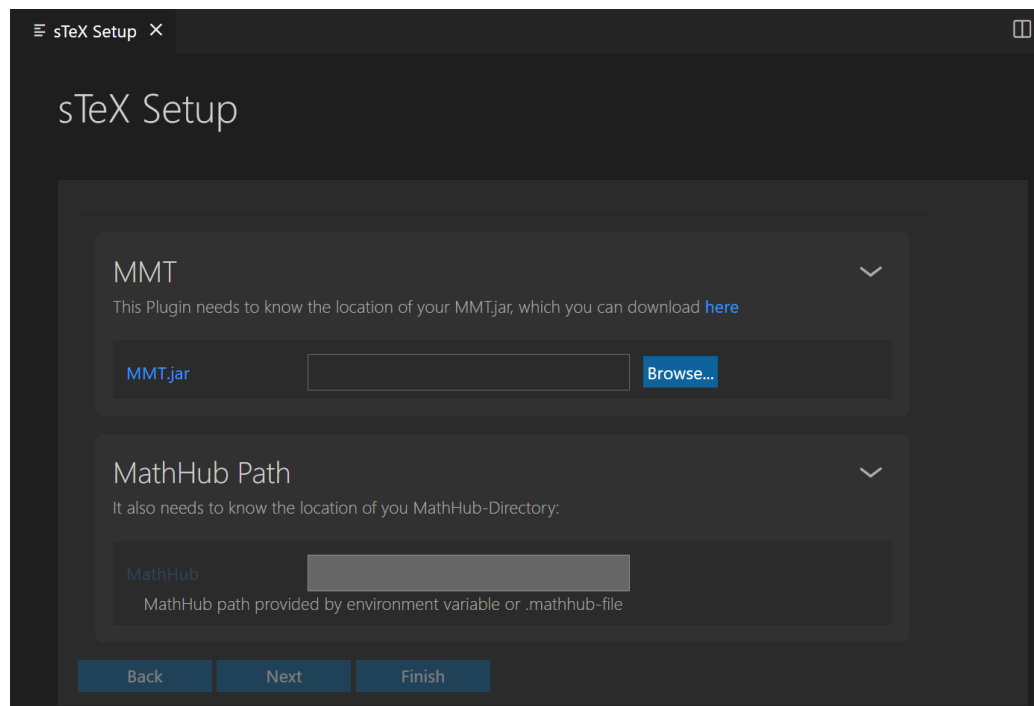 sTeX Setup
sTeX Setup
MMT
This Plugin needs to know the location of your MMT.jar, which you can download here
MMT.jar
Browse...
MathHub Path
It also needs to know the location of you MathHub-Directory:
MathHub
MathHub path provided by environment variable or .mathhub-file
Back Next Finish